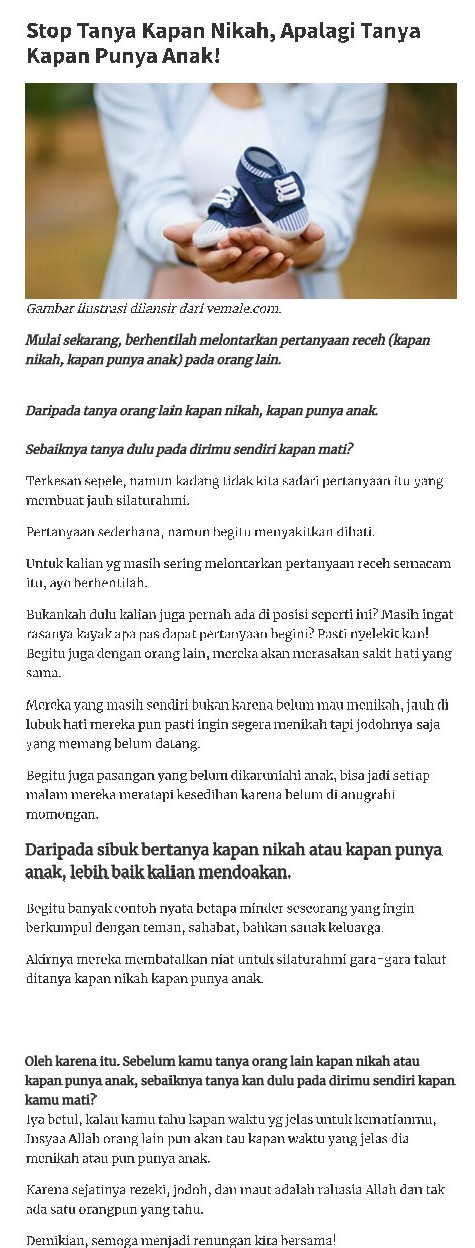 Stop Tanya Kapan Nikah, Apalagi Tanya
Kapan Punya Anak!
Gambar ilustrasi dilansir dari vemale.com.
Mulai sekarang, berhentilah melontarkan pertanyaan receh (kapan
nikah, kapan punya anak) pada orang lain.
Daripada tanya orang lain kapan nikah, kapan punya anak.
Sebaiknya tanya dulu pada dirimu sendiri kapan mati?
Terkesan sepele, namun kadang tidak kita sadari pertanyaan itu yang
membuat jauh silaturahmi.
Pertanyaan sederhana, namun begitu menyakitkan dihati.
Untuk kalian yg masih sering melontarkan pertanyaan receh semacam
itu, ayo berhentilah.
Bukankah dulu kalian juga pernah ada di posisi seperti ini? Masih ingat
rasanya kayak apa pas dapat pertanyaan begini? Pasti nyelekit kan!
Begitu juga dengan orang lain, mereka akan merasakan sakit hati yang
sama.
Mereka yang masih sendiri bukan karena belum mau menikah, jauh di
lubuk hati mereka pun pasti ingin segera menikah tapi jodohnya saja
yang memang belum datang.
Begitu juga pasangan yang belum dikaruniahi anak, bisa jadi setiap
malam mereka meratapi kesedihan karena belum di anugrahi
momongan.
Daripada sibuk bertanya kapan nikah atau kapan punya
anak, lebih baik kalian mendoakan.
Begitu banyak contoh nyata betapa minder seseorang yang ingin
berkumpul dengan teman, sahabat, bahkan sanak keluarga.
Akirnya mereka membatalkan niat untuk silaturahmi gara-gara takut
ditanya kapan nikah kapan punya anak.
Oleh karena itu. Sebelum kamu tanya orang lain kapan nikah atau
kapan punya anak, sebaiknya tanya kan dulu pada dirimu sendiri kapan
kamu mati?
Iya betul, kalau kamu tahu kapan waktu yg jelas untuk kematianmu,
Insyaa Allah orang lain pun akan tau kapan waktu yang jelas dia
menikah atau pun punya anak.
Karena sejatinya rezeki, jodoh, dan maut adalah rahasia Allah dan tak
ada satu orangpun yang tahu.
Demikian, semoga menjadi renungan kita bersama!